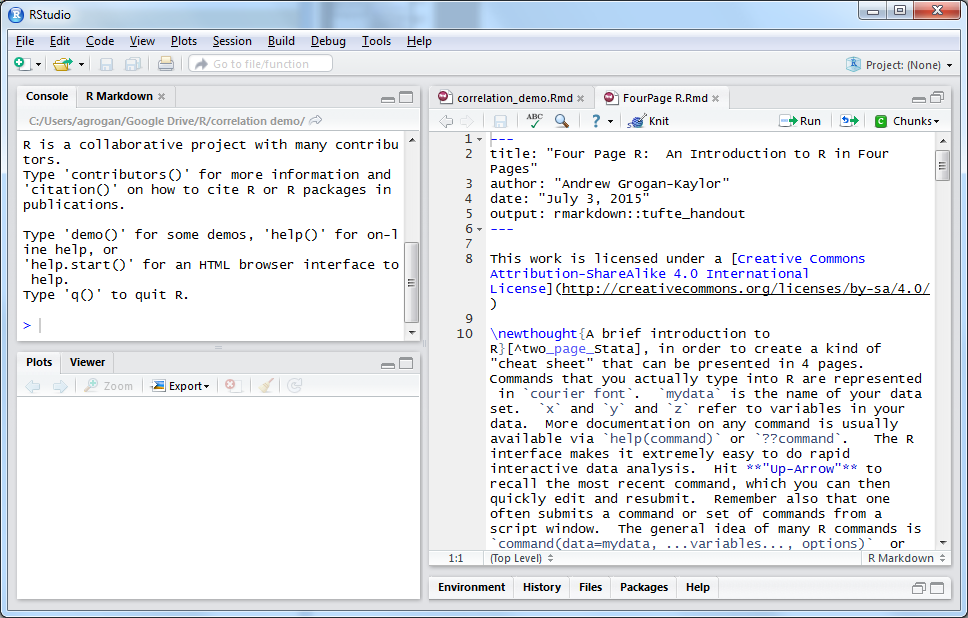 RStudio
File Edit Code View Plots Session Build Debug Tools Help
Go to file/function
Project: (None)
Console R Markdown
C:/Users/agrogan/Google Drive/R/correlation demo/
R is a collaborative project with many contribu
tors.
Type 'contributors()' for more information and
'citation()' on how to cite R or R packages in
publications.
Type 'demo()' for some demos, 'help()' for on-l
ine help, or
'help.start()' for an HTML browser interface to
help.
Type 'q()' to quit R.
>
Plots Viewer
Zoom Export
correlation_demo.Rmd FourPage R.Rmd
ABC ? Knit Run C Chunks
1 ---
2 title: "Four Page R:  An Introduction to R in Four
Pages"
3 author: "Andrew Grogan-Kaylor"
4 date: "July 3, 2015"
5 output: rmarkdown::tufte_handout
6 ---
7
8 This work is licensed under a [Creative Commons
Attribution-ShareAlike 4.0 International
License](http://creativecommons.org/licenses/by-sa/4.0/
)
9
10 \newthought{A brief introduction to
R}[^two_page_Stata], in order to create a kind of
"cheat sheet" that can be presented in 4 pages.
Commands that you actually type into R are represented
in `courier font`.  `mydata` is the name of your data
set.  `x` and `y` and `z` refer to variables in your
data.  More documentation on any command is usually
available via `help(command)` or `??command`.   The R
interface makes it extremely easy to do rapid
interactive data analysis.  Hit **"Up-Arrow"** to
recall the most recent command, which you can then
quickly edit and resubmit.  Remember also that one
often submits a command or set of commands from a
script window.  The general idea of many R commands is
`command(data=mydata, ...variables..., options)`  or
1:1 (Top Level) R Markdown
Environment History Files Packages Help